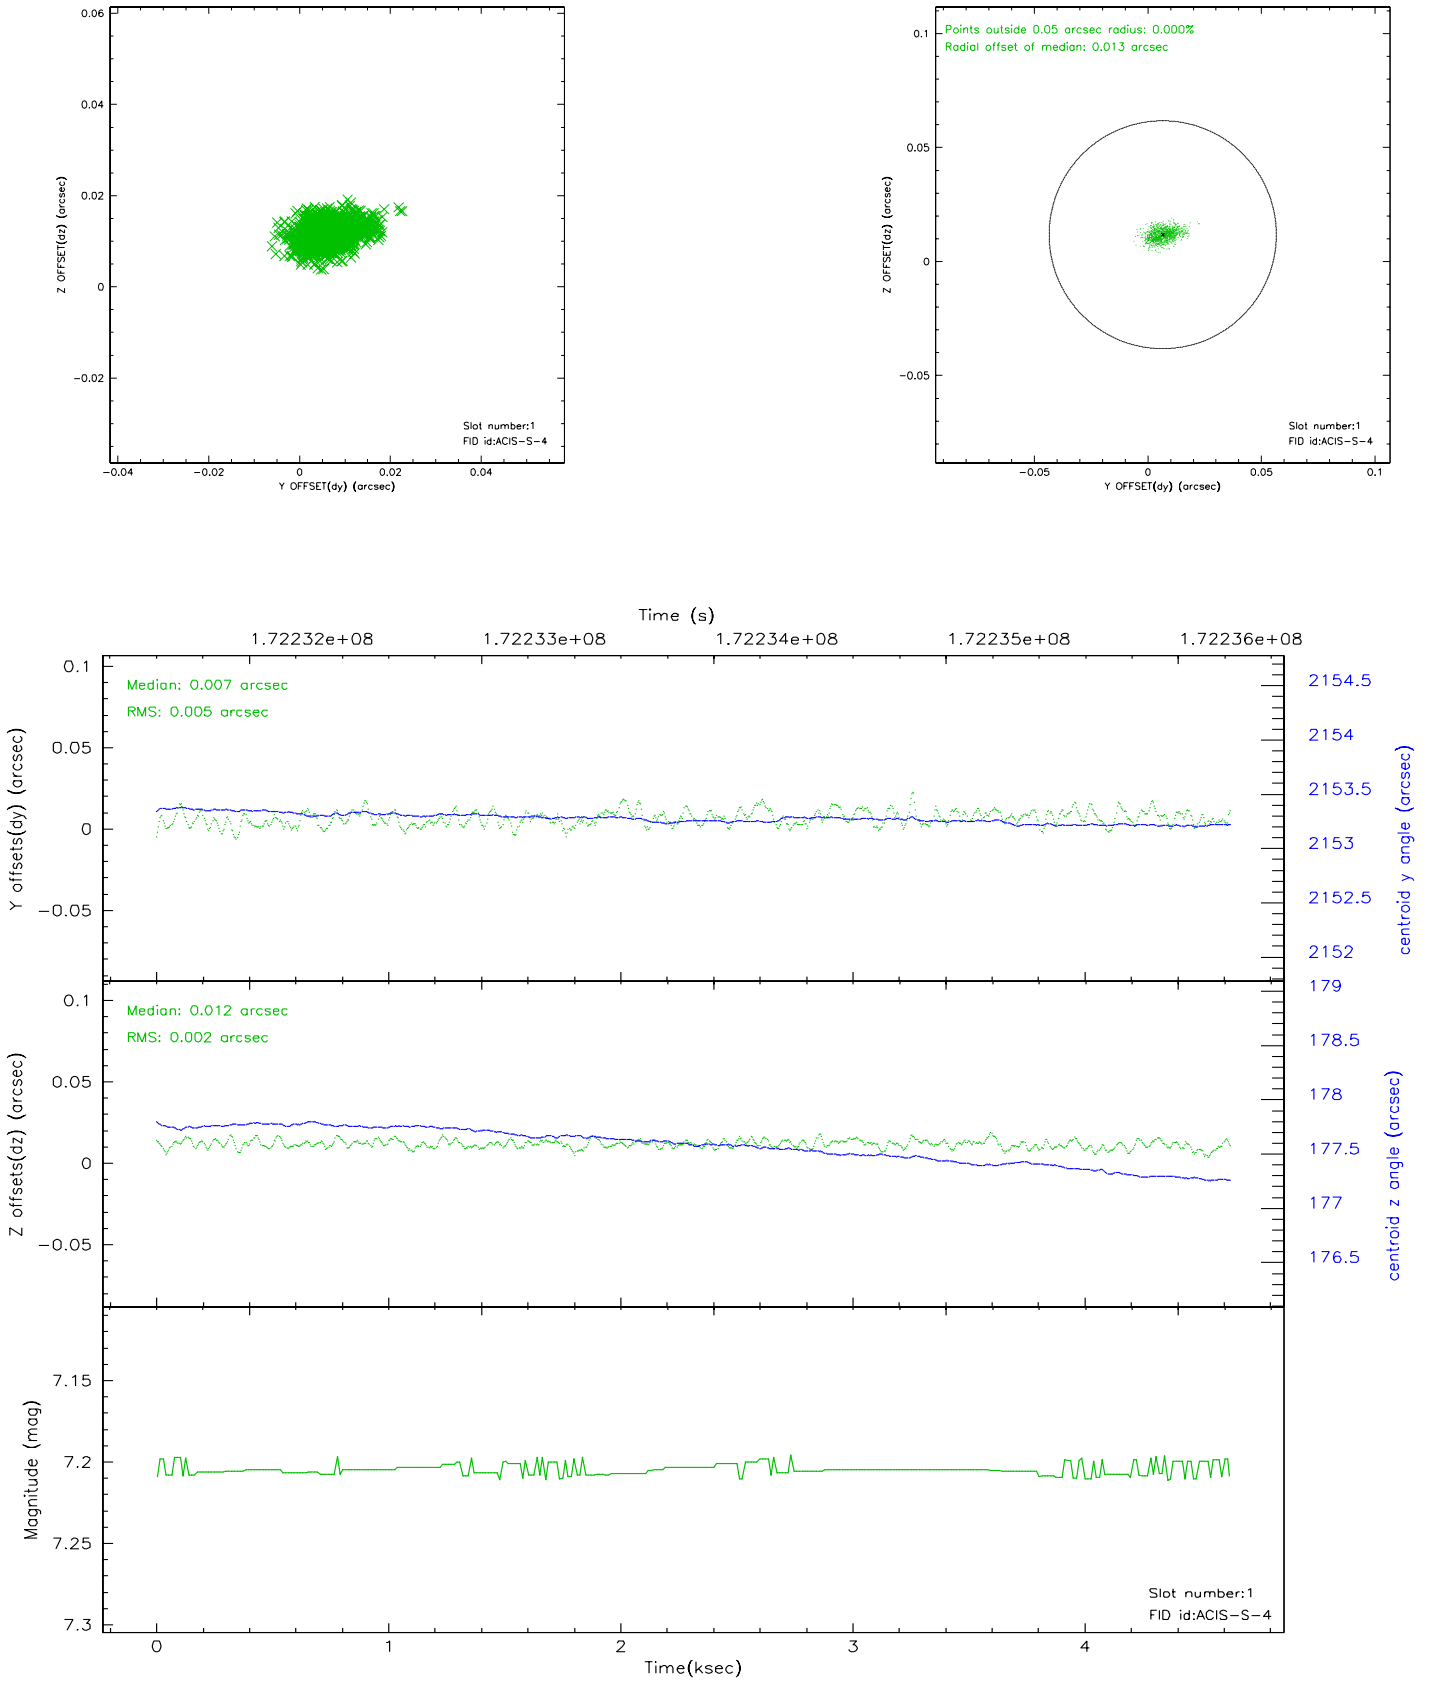 0.06
0.04
0.02
0
−0.02
−0.04
−0.02
0
0.02
0.04
Z OFFSET(dz) (arcsec)
Y OFFSET(dy) (arcsec)
Slot number:1
FID id:ACIS−S−4
Points outside 0.05 arcsec radius: 0.000%
Radial offset of median: 0.013 arcsec
0.1
0.05
0
−0.05
−0.05
0
0.05
0.1
Z OFFSET(dz) (arcsec)
Y OFFSET(dy) (arcsec)
Slot number:1
FID id:ACIS−S−4
Time (s)
1.72232e+08
1.72233e+08
1.72234e+08
1.72235e+08
1.72236e+08
Median: 0.007 arcsec
RMS: 0.005 arcsec
0.1
0.05
0
−0.05
Y offsets(dy) (arcsec)
2154.5
2154
2153.5
2153
2152.5
2152
centroid y angle (arcsec)
Median: 0.012 arcsec
RMS: 0.002 arcsec
0.1
0.05
0
−0.05
Z offsets(dz) (arcsec)
179
178.5
178
177.5
177
176.5
centroid z angle (arcsec)
7.15
7.2
7.25
7.3
Magnitude (mag)
Slot number:1
FID id:ACIS−S−4
0
1
2
3
4
Time(ksec)